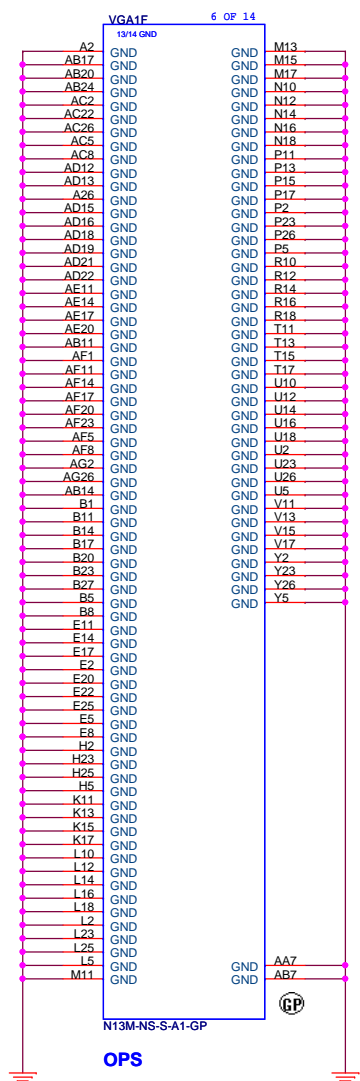 VGA1F 6 OF 14
13/14 GND
A2 GND GND M13
AB17 GND GND M15
AB20 GND GND M17
AB24 GND GND N10
AC2 GND GND N12
AC22 GND GND N14
AC26 GND GND N16
AC5 GND GND N18
AC8 GND GND P11
AD12 GND GND P13
AD13 GND GND P15
A26 GND GND P17
AD15 GND GND P2
AD16 GND GND P23
AD18 GND GND P26
AD19 GND GND P5
AD21 GND GND R10
AD22 GND GND R12
AE11 GND GND R14
AE14 GND GND R16
AE17 GND GND R18
AE20 GND GND T11
AB11 GND GND T13
AF1 GND GND T15
AF11 GND GND T17
AF14 GND GND U10
AF17 GND GND U12
AF20 GND GND U14
AF23 GND GND U16
AF5 GND GND U18
AF8 GND GND U2
AG2 GND GND U23
AG26 GND GND U26
AB14 GND GND U5
B1 GND GND V11
B11 GND GND V13
B14 GND GND V15
B17 GND GND V17
B20 GND GND Y2
B23 GND GND Y23
B27 GND GND Y26
B5 GND GND Y5
B8 GND
E11 GND
E14 GND
E17 GND
E2 GND
E20 GND
E22 GND
E25 GND
E5 GND
E8 GND
H2 GND
H23 GND
H25 GND
H5 GND
K11 GND
K13 GND
K15 GND
K17 GND
L10 GND
L12 GND
L14 GND
L16 GND
L18 GND
L2 GND
L23 GND
L25 GND
L5 GND GND AA7
M11 GND GND AB7
GP
N13M-NS-S-A1-GP
OPS